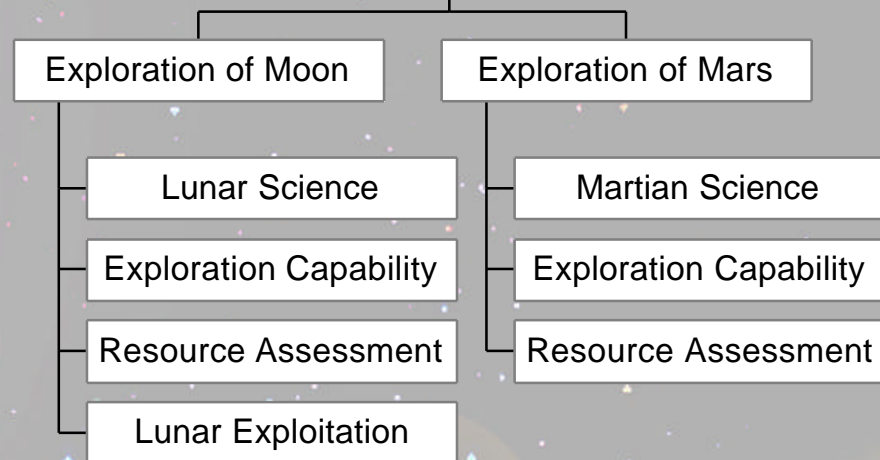 Exploration of Moon
Lunar Science
Exploration Capability
Resource Assessment
Lunar Exploitation
Exploration of Mars
Martian Science
Exploration Capability
Resource Assessment